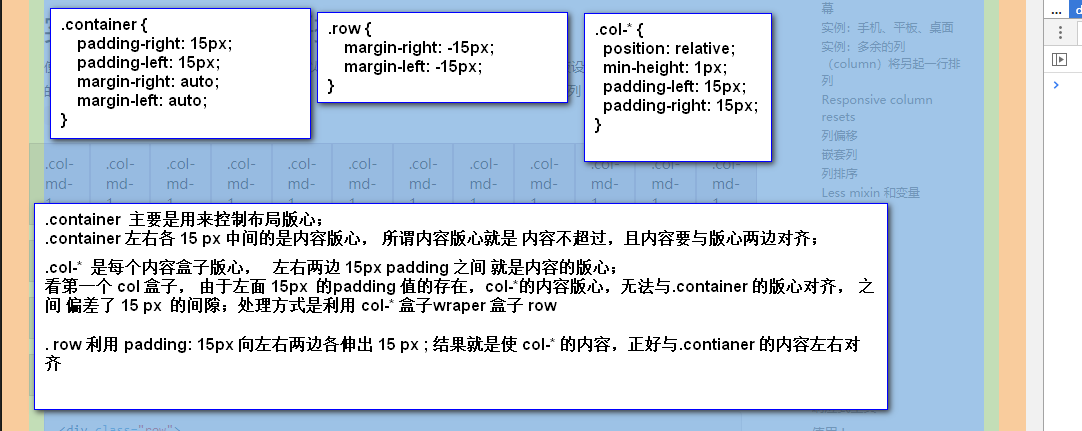 .container {
padding-right: 15px;
padding-left: 15px;
margin-right: auto;
margin-left: auto;
}
.row {
margin-right: -15px;
margin-left: -15px;
}
.col-* {
position: relative;
min-height: 1px;
padding-left: 15px;
padding-right: 15px;
}
幕
实例：手机、平板、桌面
实例：多余的列
（column）将另起一行排
列
Responsive column
resets
列偏移
嵌套列
列排序
Less mixin 和变量
...
.col- .col- .col- .col- .col- .col- .col- .col- .col- .col- .col- .col-
md- md- md- md- md- md- md- md- md- md- md- md-
.container 主要是用来控制布局版心；
.container 左右各 15 px 中间的是内容版心， 所谓内容版心就是 内容不超过，且内容要与版心两边对齐；
.col-* 是每个内容盒子版心， 左右两边 15px padding 之间 就是内容的版心；
看第一个 col 盒子， 由于左面 15px 的padding 值的存在，col-*的内容版心，无法与.container 的版心对齐， 之
间 偏差了 15 px 的间隙；处理方式是利用 col-* 盒子wraper 盒子 row
. row 利用 padding: 15px 向左右两边各伸出 15 px ; 结果就是使 col-* 的内容，正好与.contianer 的内容左右对
齐
<div class="row">